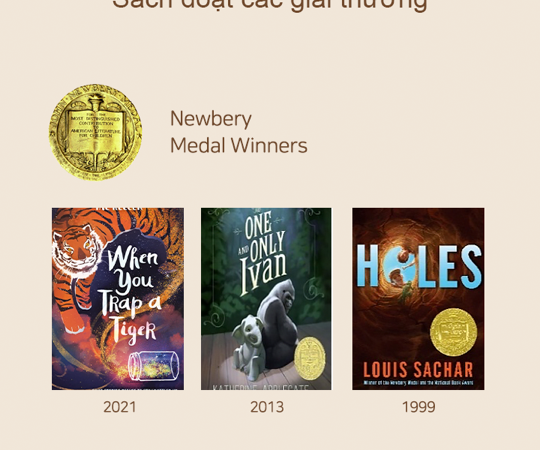 Sách đoạt các giải thưởng
FOR THE
MOST DISTINGUISHED
CONTRIBUTION
TO
AMERICAN LITERATURE
FOR CHILDREN
Newbery
Medal Winners
When
You
Trap a
Tiger
THE
ONE
AND
ONLY
Ivan
KATHERINE APPLEGATE
HOLES
LOUIS SACHAR
Winner of the Newbery Medal and the National Book Award
2021
2013
1999